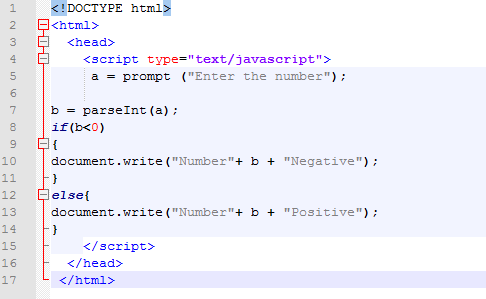 1 <!DOCTYPE html>
2 <html>
3 <head>
4 <script type="text/javascript">
5 a = prompt ("Enter the number");
6
7 b = parseInt(a);
8 if(b<0)
9 {
10 document.write("Number"+ b + "Negative");
11 }
12 else{
13 document.write("Number"+ b + "Positive");
14 }
15 </script>
16 </head>
17 </html>